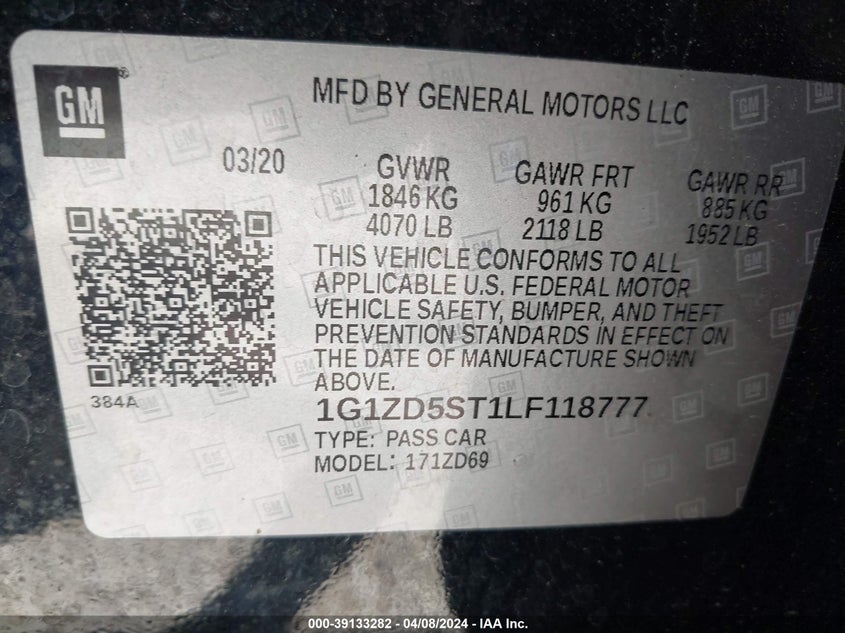 GM
MFD BY GENERAL MOTORS LLC
03/20 GVWR GAWR FRT GAWR RR
1846 KG 961 KG 885 KG
4070 LB 2118 LB 1952 LB
THIS VEHICLE CONFORMS TO ALL
APPLICABLE U.S. FEDERAL MOTOR
VEHICLE SAFETY, BUMPER, AND THEFT
PREVENTION STANDARDS IN EFFECT ON
THE DATE OF MANUFACTURE SHOWN
ABOVE.
384A
1G1ZD5ST1LF118777
TYPE: PASS CAR
MODEL: 171ZD69
000-39133282 - 04/08/2024 - IAA Inc.